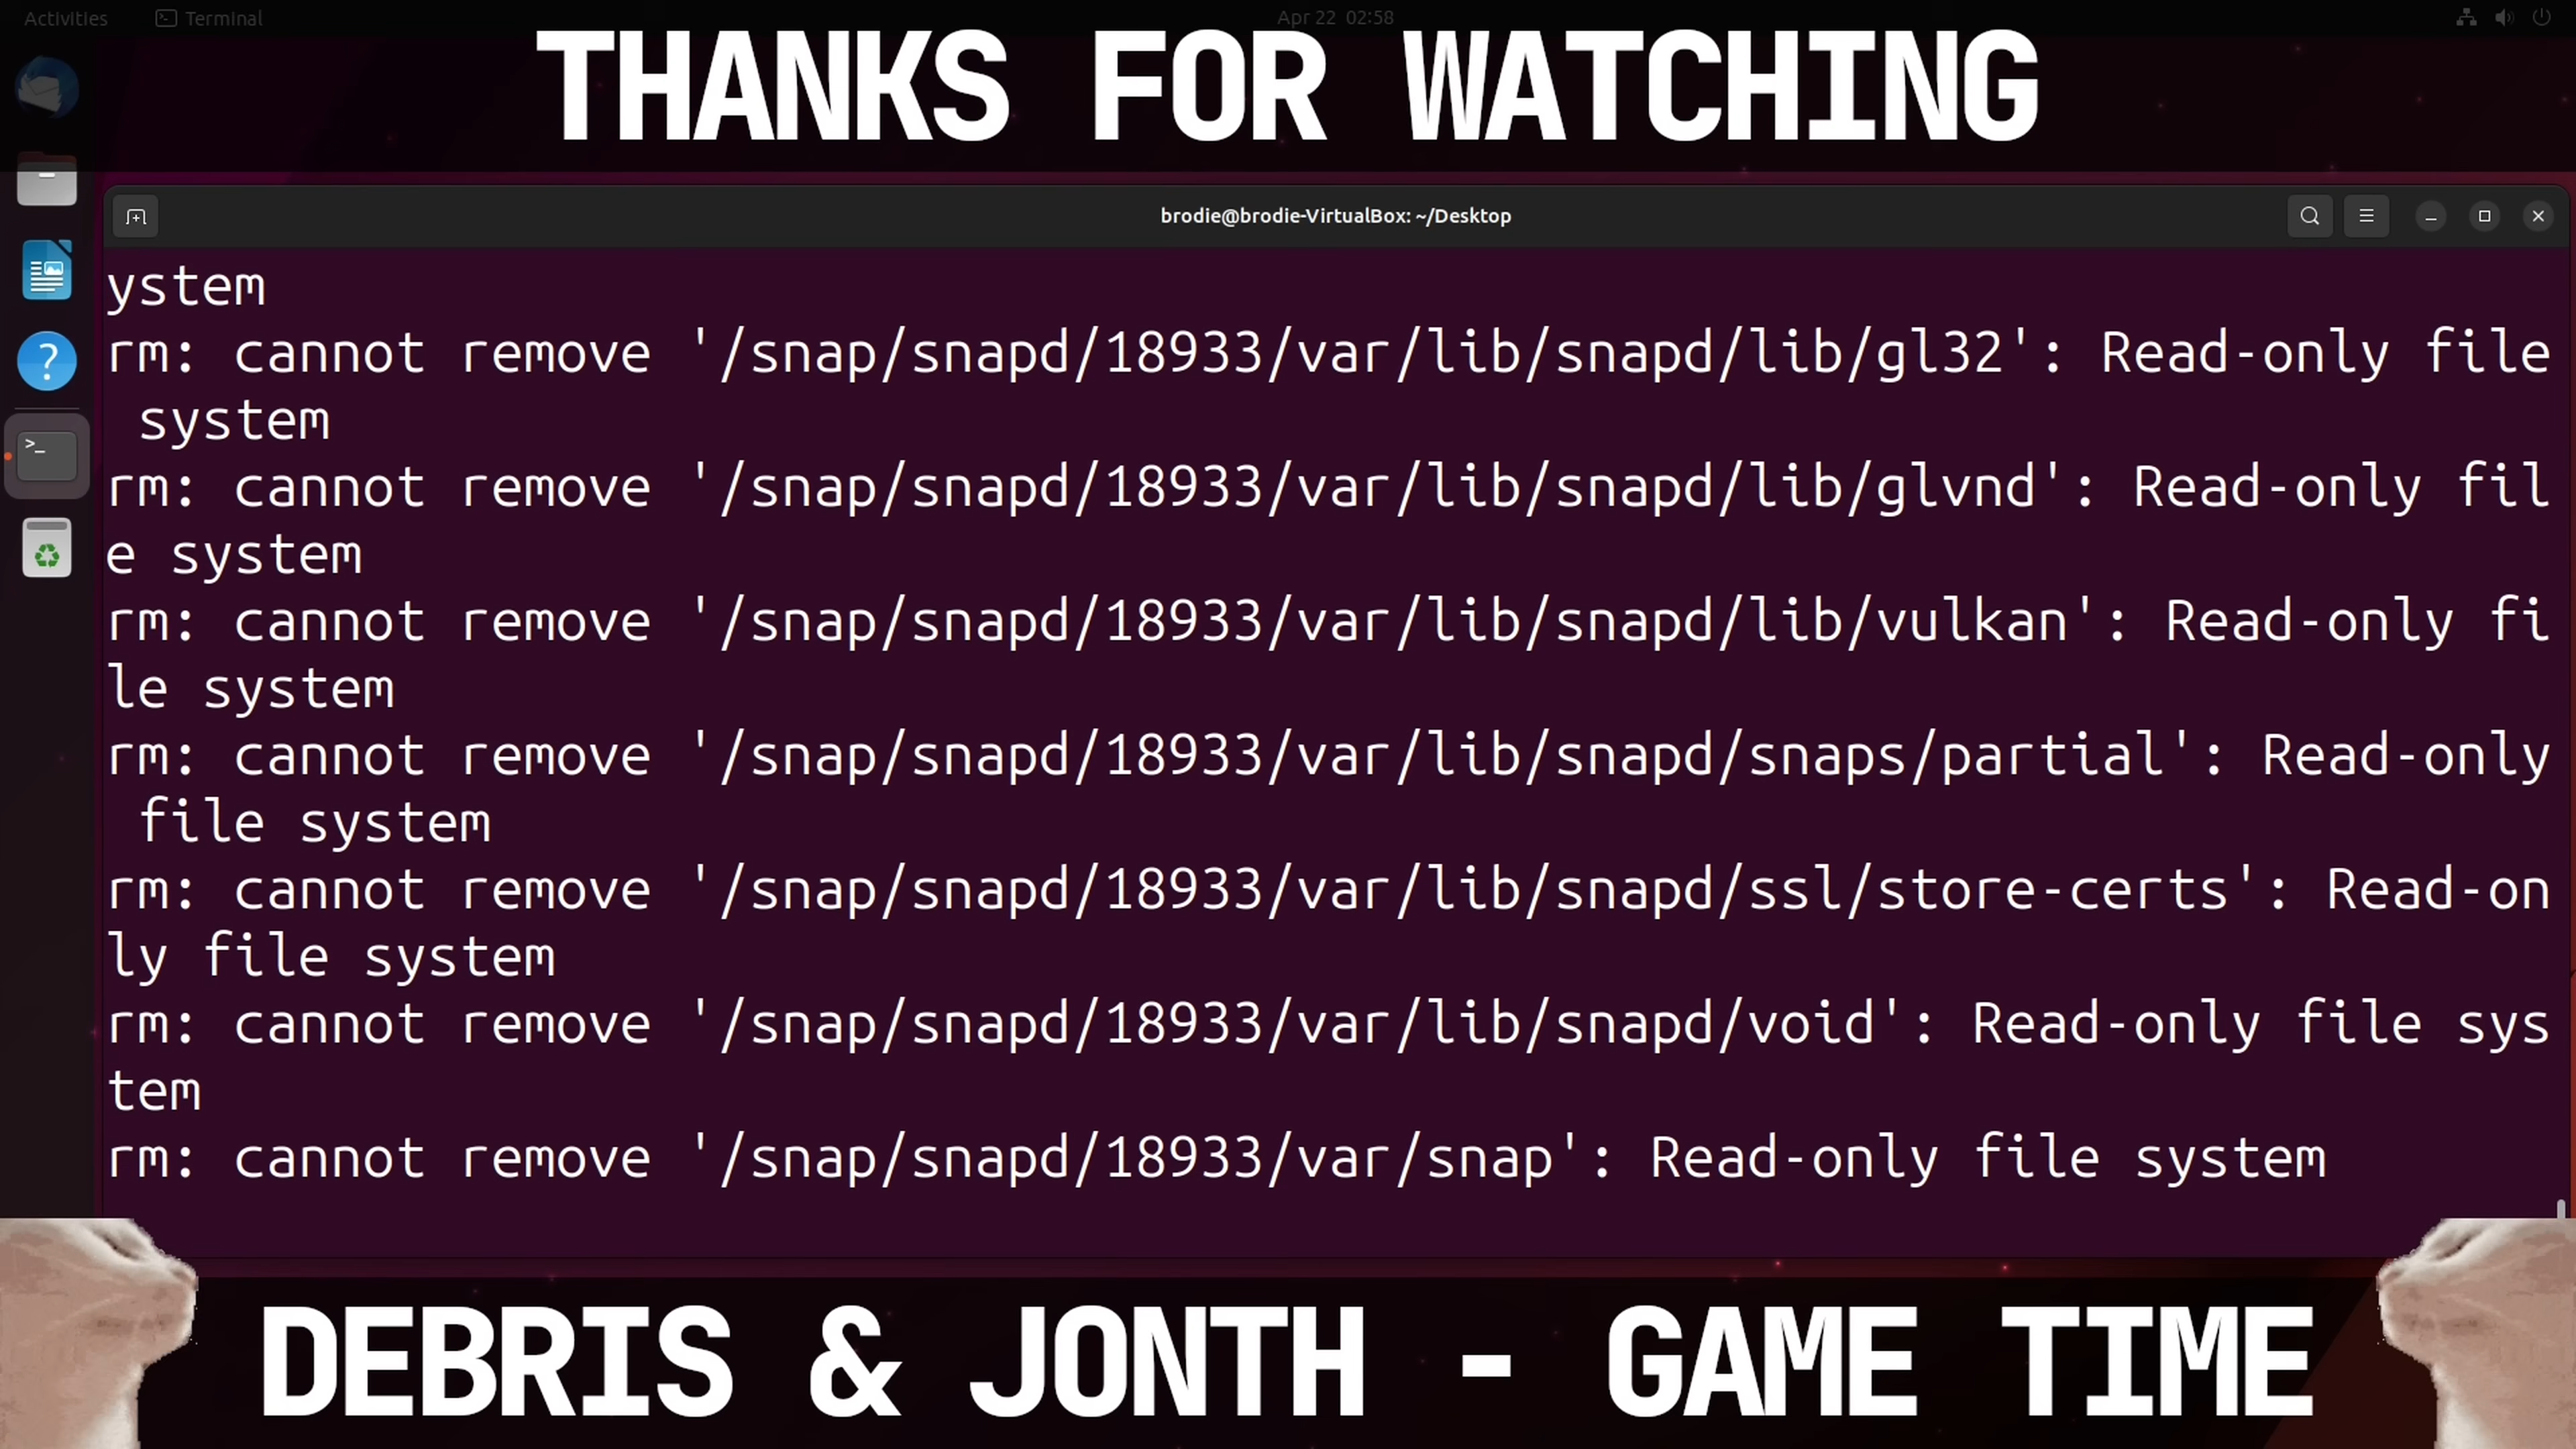 Activities
Terminal
Apr 22 02:58
THANKS FOR WATCHING
brodie@brodie-VirtualBox: ~/Desktop
ystem
rm: cannot remove '/snap/snapd/18933/var/lib/snapd/lib/gl32': Read-only file
system
rm: cannot remove '/snap/snapd/18933/var/lib/snapd/lib/glvnd': Read-only fil
e system
rm: cannot remove '/snap/snapd/18933/var/lib/snapd/lib/vulkan': Read-only fi
le system
rm: cannot remove '/snap/snapd/18933/var/lib/snapd/snaps/partial': Read-only
file system
rm: cannot remove '/snap/snapd/18933/var/lib/snapd/ssl/store-certs': Read-on
ly file system
rm: cannot remove '/snap/snapd/18933/var/lib/snapd/void': Read-only file sys
tem
rm: cannot remove '/snap/snapd/18933/var/snap': Read-only file system
DEBRIS & JONTH - GAME TIME